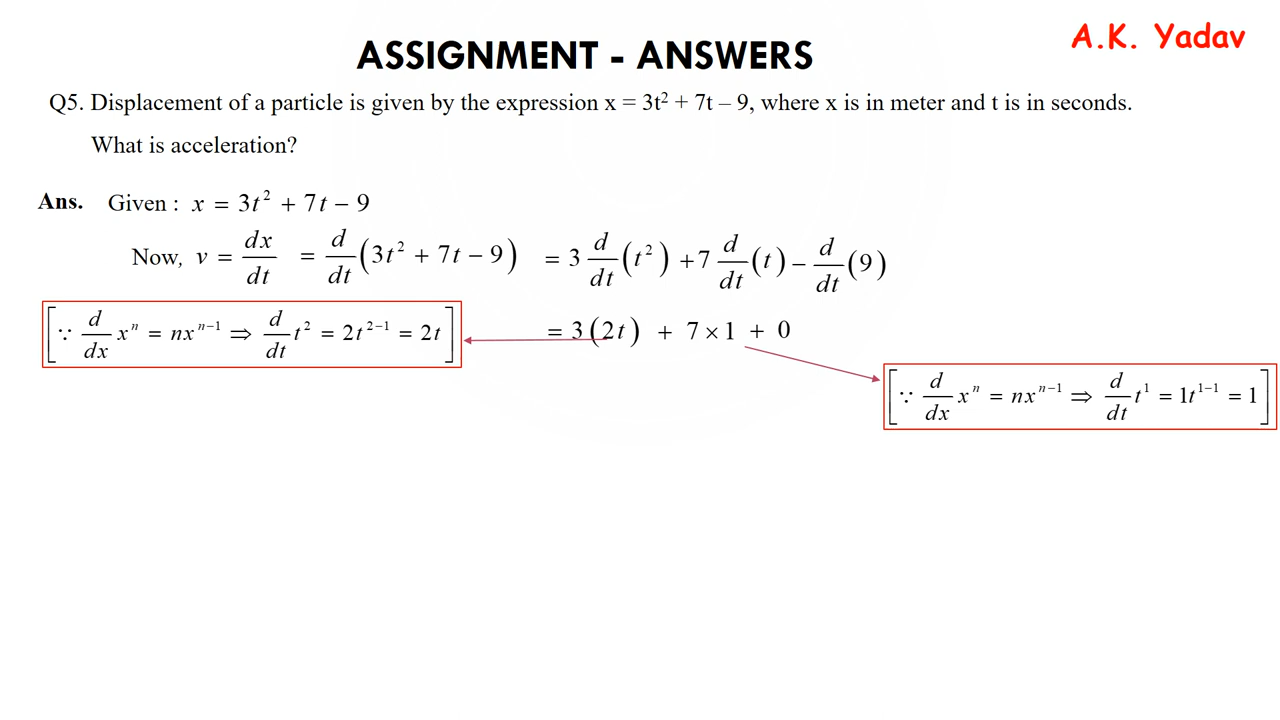 A.K. Yadav
ASSIGNMENT - ANSWERS
Q5. Displacement of a particle is given by the expression x = 3t² + 7t – 9, where x is in meter and t is in seconds.
What is acceleration?
Ans. Given : x = 3t² + 7t − 9
Now, v = dx/dt = d/dt (3t² + 7t − 9) = 3 d/dt (t²) + 7 d/dt (t) − d/dt (9)
[∵ d/dx xⁿ = nxⁿ⁻¹ ⇒ d/dt t² = 2t²⁻¹ = 2t] = 3(2t) + 7 × 1 + 0
[∵ d/dx xⁿ = nxⁿ⁻¹ ⇒ d/dt t¹ = 1t¹⁻¹ = 1]